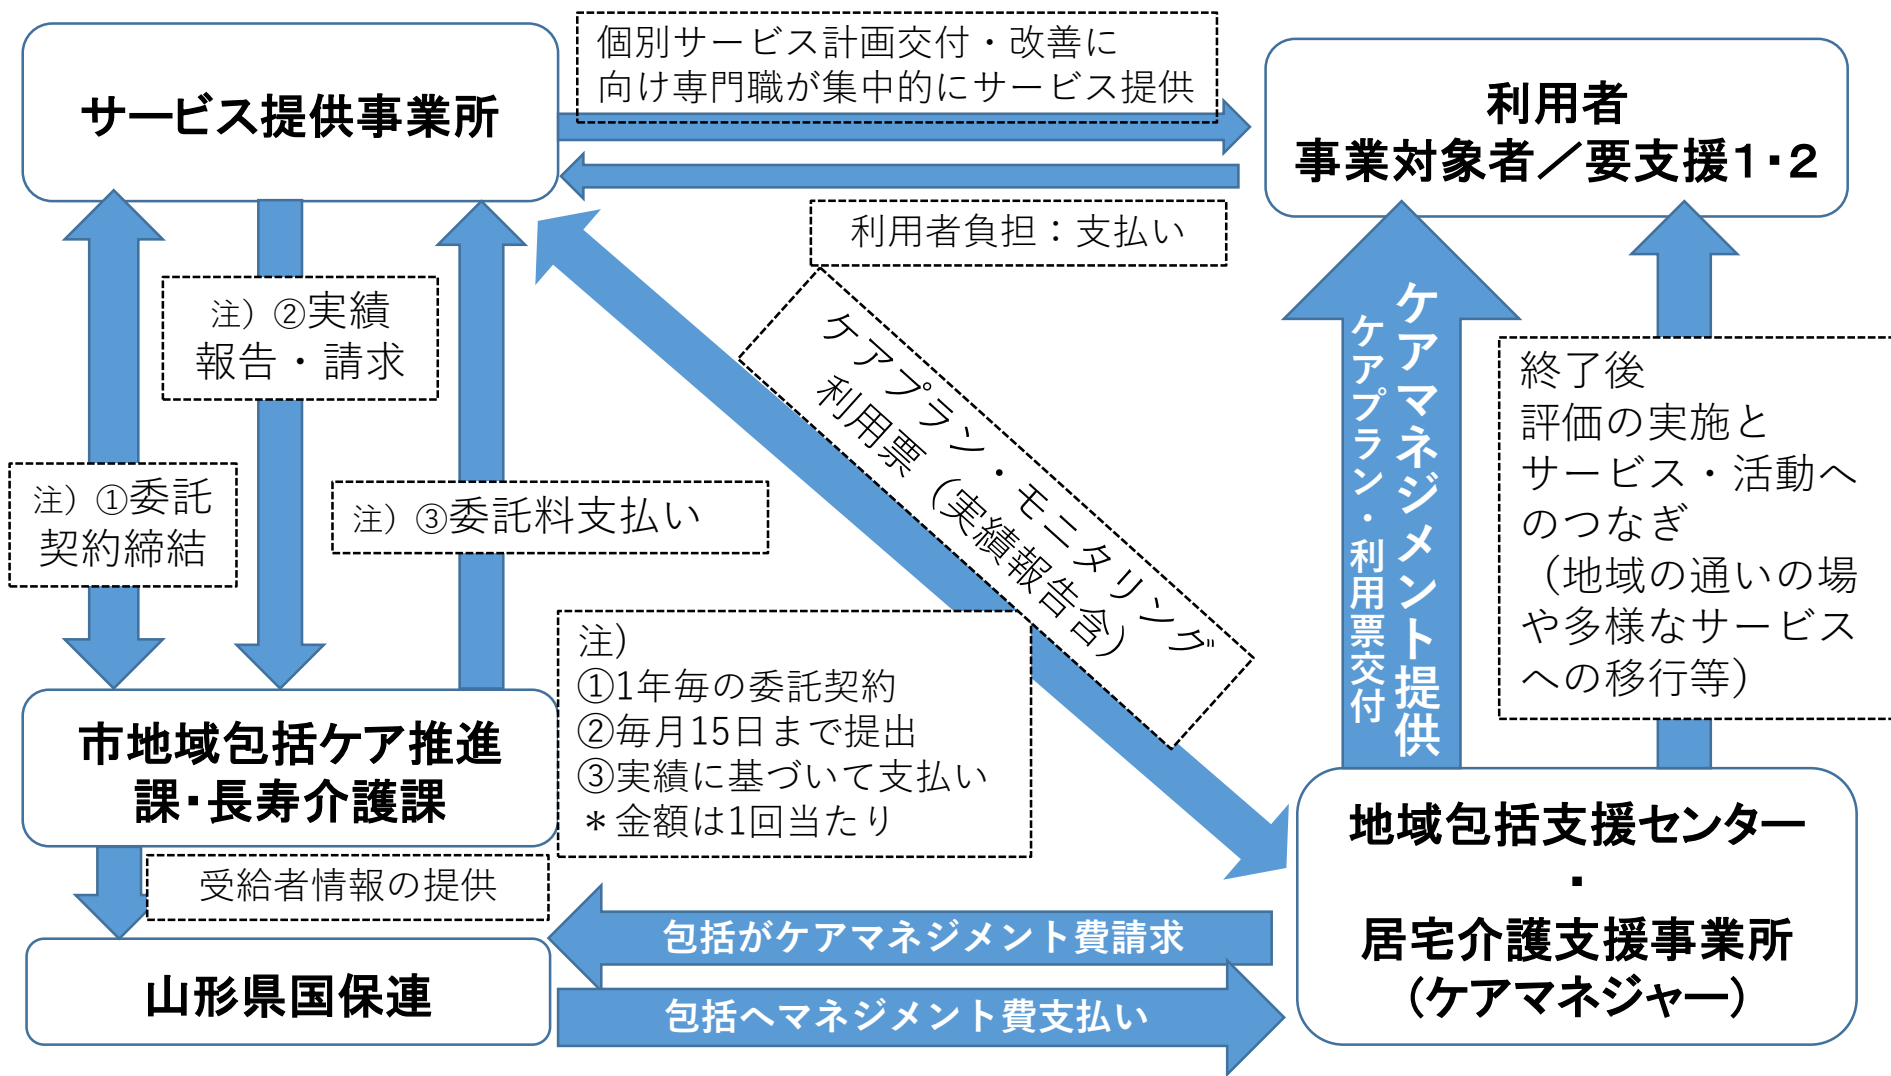 個別サービス計画交付・改善に
向け専門職が集中的にサービス提供
サービス提供事業所
利用者
事業対象者／要支援1・2
利用者負担：支払い
注）②実績
報告・請求
注）①委託
契約締結
注）③委託料支払い
ケアプラン・モニタリング
利用票（実績報告含）
ケアマネジメント提供
ケアプラン・利用票交付
終了後
評価の実施と
サービス・活動へ
のつなぎ
（地域の通いの場
や多様なサービス
への移行等）
注）
①1年毎の委託契約
②毎月15日まで提出
③実績に基づいて支払い
＊金額は1回当たり
市地域包括ケア推進
課・長寿介護課
受給者情報の提供
地域包括支援センター
・
居宅介護支援事業所
（ケアマネジャー）
包括がケアマネジメント費請求
山形県国保連
包括へマネジメント費支払い